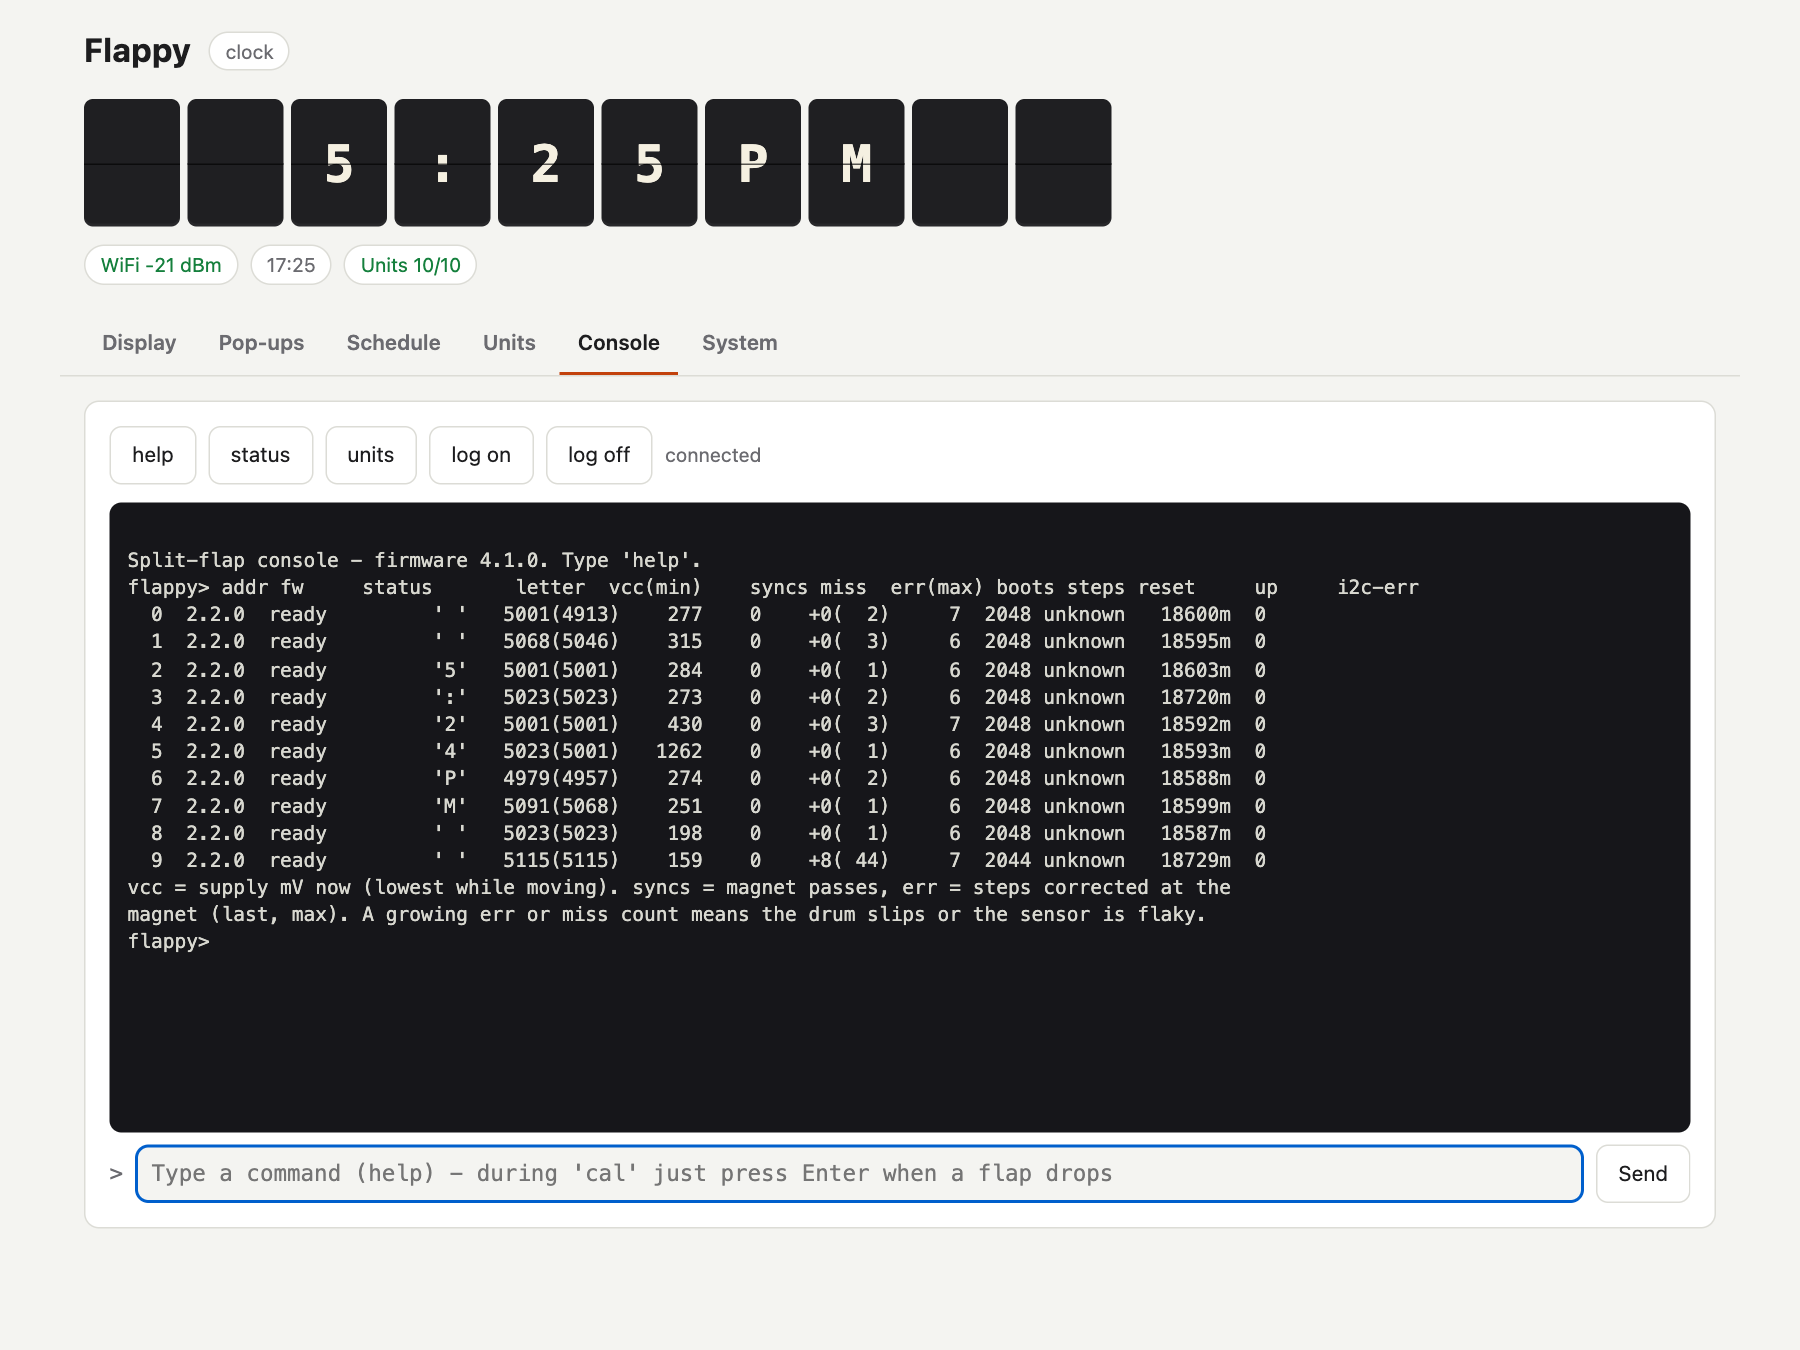 Flappy clock
5 : 2 5 P M
WiFi -21 dBm 17:25 Units 10/10
Display Pop-ups Schedule Units Console System
help status units log on log off connected
Split-flap console – firmware 4.1.0. Type 'help'.
flappy> addr fw     status       letter  vcc(min)    syncs miss  err(max) boots steps reset     up     i2c-err
  0  2.2.0  ready         ' '   5001(4913)    277    0    +0(  2)     7  2048 unknown   18600m  0
  1  2.2.0  ready         ' '   5068(5046)    315    0    +0(  3)     6  2048 unknown   18595m  0
  2  2.2.0  ready         '5'   5001(5001)    284    0    +0(  1)     6  2048 unknown   18603m  0
  3  2.2.0  ready         ':'   5023(5023)    273    0    +0(  2)     6  2048 unknown   18720m  0
  4  2.2.0  ready         '2'   5001(5001)    430    0    +0(  3)     7  2048 unknown   18592m  0
  5  2.2.0  ready         '4'   5023(5001)   1262    0    +0(  1)     6  2048 unknown   18593m  0
  6  2.2.0  ready         'P'   4979(4957)    274    0    +0(  2)     6  2048 unknown   18588m  0
  7  2.2.0  ready         'M'   5091(5068)    251    0    +0(  1)     6  2048 unknown   18599m  0
  8  2.2.0  ready         ' '   5023(5023)    198    0    +0(  1)     6  2048 unknown   18587m  0
  9  2.2.0  ready         ' '   5115(5115)    159    0    +8( 44)     7  2044 unknown   18729m  0
vcc = supply mV now (lowest while moving). syncs = magnet passes, err = steps corrected at the
magnet (last, max). A growing err or miss count means the drum slips or the sensor is flaky.
flappy>
> Type a command (help) – during 'cal' just press Enter when a flap drops Send